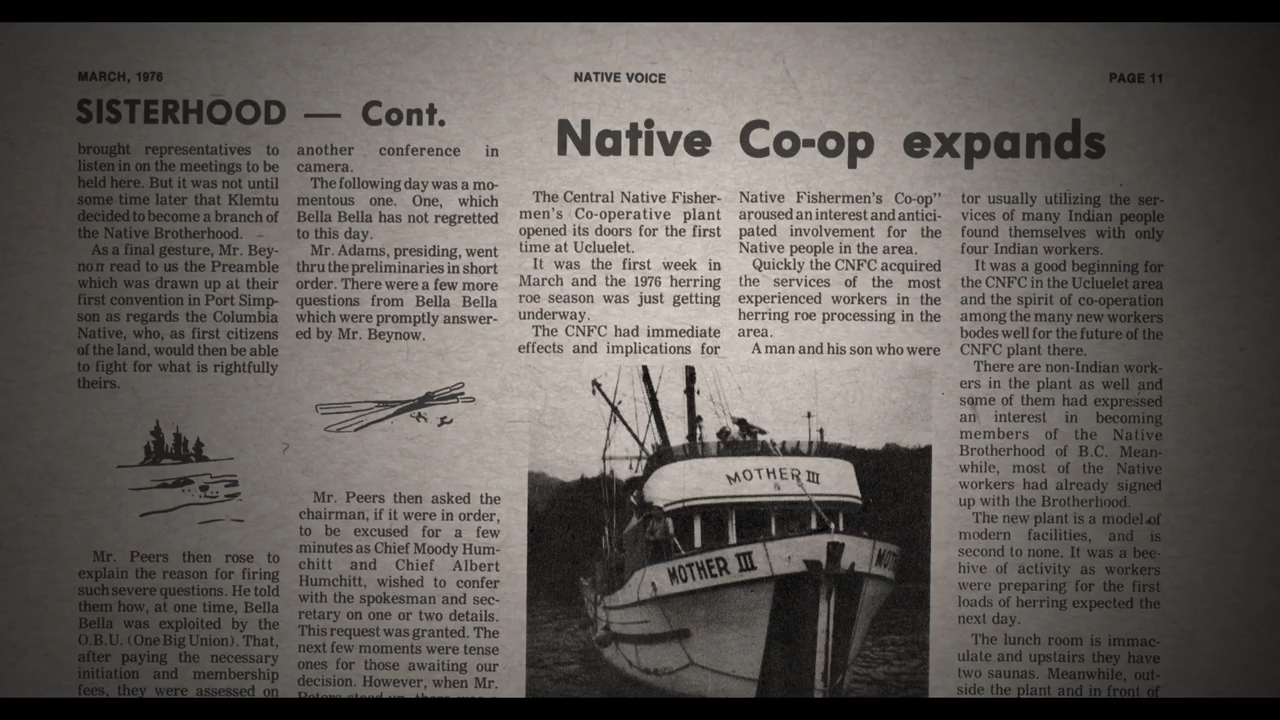 MARCH, 1976
NATIVE VOICE
PAGE 11
SISTERHOOD — Cont.
brought representatives to
listen in on the meetings to be
held here. But it was not until
some time later that Klemtu
decided to become a branch of
the Native Brotherhood.
As a final gesture, Mr. Bey-
non read to us the Preamble
which was drawn up at their
first convention in Port Simp-
son as regards the Columbia
Native, who, as first citizens
of the land, would then be able
to fight for what is rightfully
theirs.
Mr. Peers then rose to
explain the reason for firing
such severe questions. He told
them how, at one time, Bella
Bella was exploited by the
O.B.U. (One Big Union). That,
after paying the necessary
initiation and membership
fees, they were assessed on
another conference in
camera.
The following day was a mo-
mentous one. One, which
Bella Bella has not regretted
to this day.
Mr. Adams, presiding, went
thru the preliminaries in short
order. There were a few more
questions from Bella Bella
which were promptly answer-
ed by Mr. Beynow.
Mr. Peers then asked the
chairman, if it were in order,
to be excused for a few
minutes as Chief Moody Hum-
chitt and Chief Albert
Humchitt, wished to confer
with the spokesman and sec-
retary on one or two details.
This request was granted. The
next few moments were tense
ones for those awaiting our
decision. However, when Mr.
Native Co-op expands
The Central Native Fisher-
men's Co-operative plant
opened its doors for the first
time at Ucluelet.
It was the first week in
March and the 1976 herring
roe season was just getting
underway.
The CNFC had immediate
effects and implications for
Native Fishermen's Co-op"
aroused an interest and antici-
pated involvement for the
Native people in the area.
Quickly the CNFC acquired
the services of the most
experienced workers in the
herring roe processing in the
area.
A man and his son who were
MOTHER III
MOTHER III
MOT
tor usually utilizing the ser-
vices of many Indian people
found themselves with only
four Indian workers.
It was a good beginning for
the CNFC in the Ucluelet area
and the spirit of co-operation
among the many new workers
bodes well for the future of the
CNFC plant there.
There are non-Indian work-
ers in the plant as well and
some of them had expressed
an interest in becoming
members of the Native
Brotherhood of B.C. Mean-
while, most of the Native
workers had already signed
up with the Brotherhood.
The new plant is a model of
modern facilities, and is
second to none. It was a bee-
hive of activity as workers
were preparing for the first
loads of herring expected the
next day.
The lunch room is immac-
ulate and upstairs they have
two saunas. Meanwhile, out-
side the plant and in front of